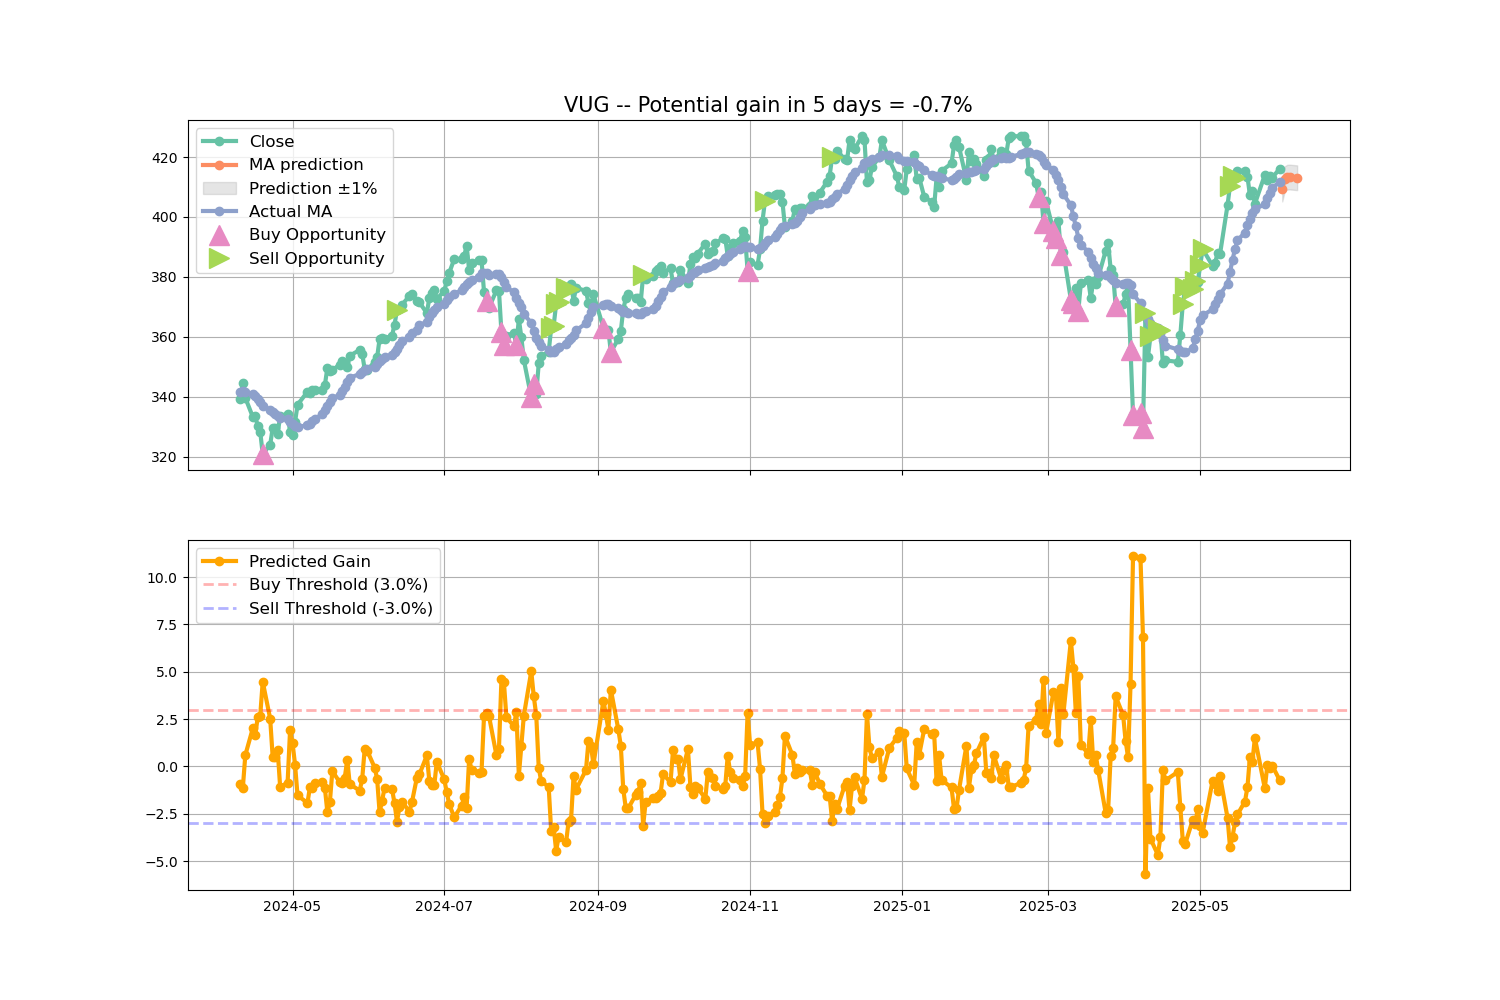 VUG -- Potential gain in 5 days = -0.7%
Close
MA prediction
Prediction ±1%
Actual MA
Buy Opportunity
Sell Opportunity
420
400
380
360
340
320
Predicted Gain
Buy Threshold (3.0%)
Sell Threshold (-3.0%)
10.0
7.5
5.0
2.5
0.0
−2.5
−5.0
2024-05
2024-07
2024-09
2024-11
2025-01
2025-03
2025-05